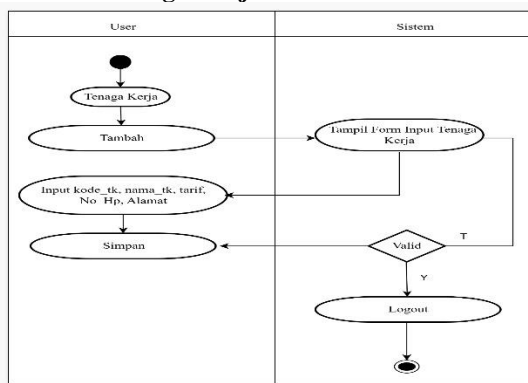 User
Sistem
Tenaga Kerja
Tambah
Tampil Form Input Tenaga
Kerja
Input kode_tk, nama_tk, tarif,
No Hp, Alamat
Simpan
Valid
T
Y
Logout